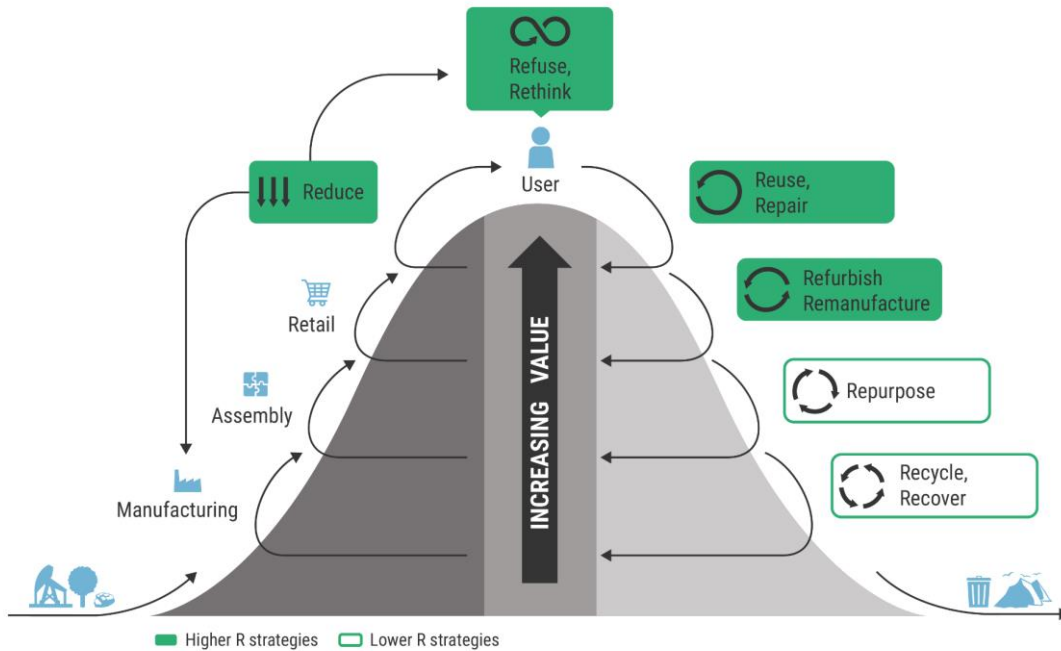 Refuse,
Rethink
User
Reduce
Reuse,
Repair
Refurbish
Remanufacture
Retail
Repurpose
Assembly
Recycle,
Recover
Manufacturing
INCREASING VALUE
Higher R strategies
Lower R strategies